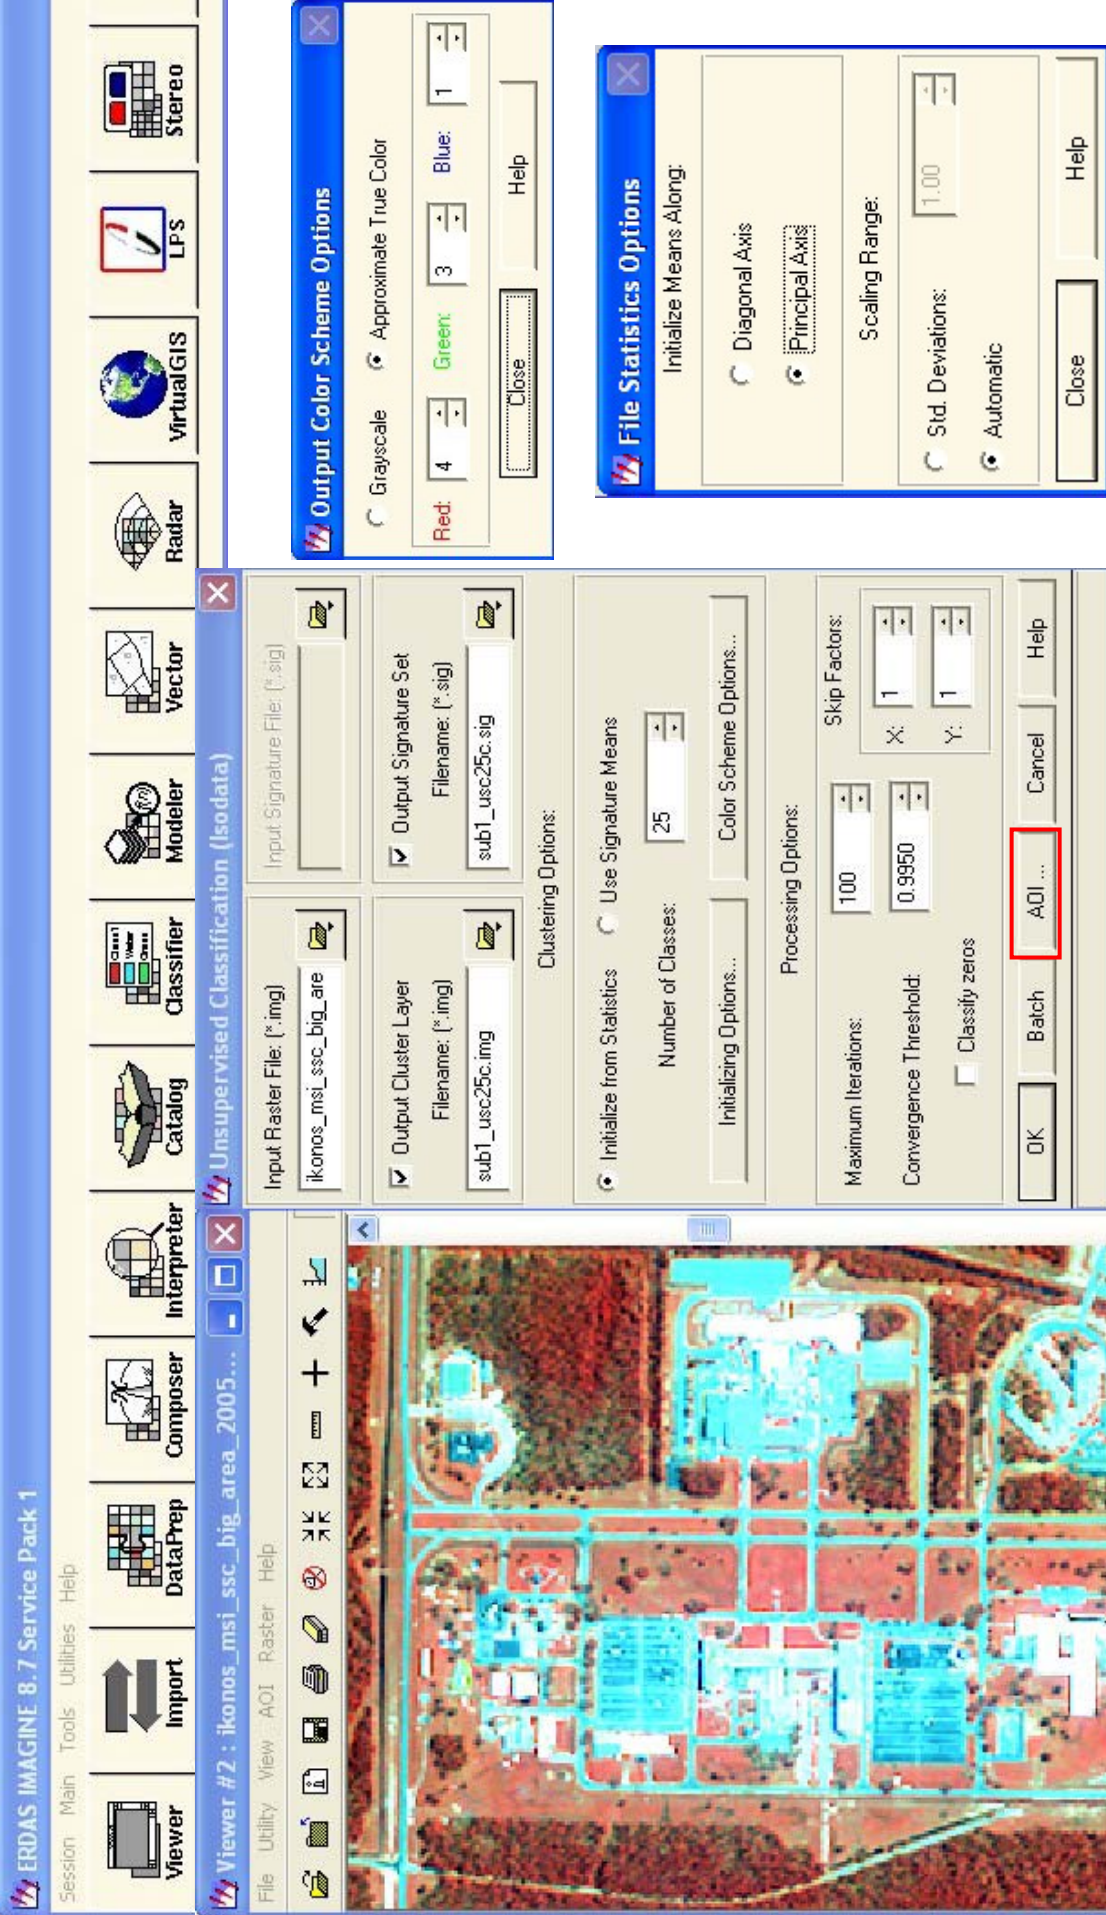 ERDAS IMAGINE 8.7 Service Pack 1
Session Main Tools Utilities Help
Viewer Import DataPrep Composer Interpreter Catalog Classifier Modeler Vector Radar VirtualGIS LPS Stereo
Viewer #2 : ikonos_msi_ssc_big_area_2005...
File Utility View AOI Raster Help
Unsupervised Classification (Isodata)
Input Raster File: (*.img)
Input Signature File: (*.sig)
ikonos_msi_ssc_big_are
Output Cluster Layer
Output Signature Set
Filename: (*.img)
Filename: (*.sig)
sub1_usc25c.img
sub1_usc25c.sig
Clustering Options:
Initialize from Statistics
Use Signature Means
Number of Classes:
25
Initializing Options...
Color Scheme Options...
Processing Options:
Maximum Iterations:
100
Skip Factors:
Convergence Threshold:
0.9950
X:
1
Classify zeros
Y:
1
OK
Batch
AOI ...
Cancel
Help
Output Color Scheme Options
Grayscale
Approximate True Color
Red:
4
Green:
3
Blue:
1
Close
Help
File Statistics Options
Initialize Means Along:
Diagonal Axis
Principal Axis
Scaling Range:
Std. Deviations:
1.00
Automatic
Close
Help